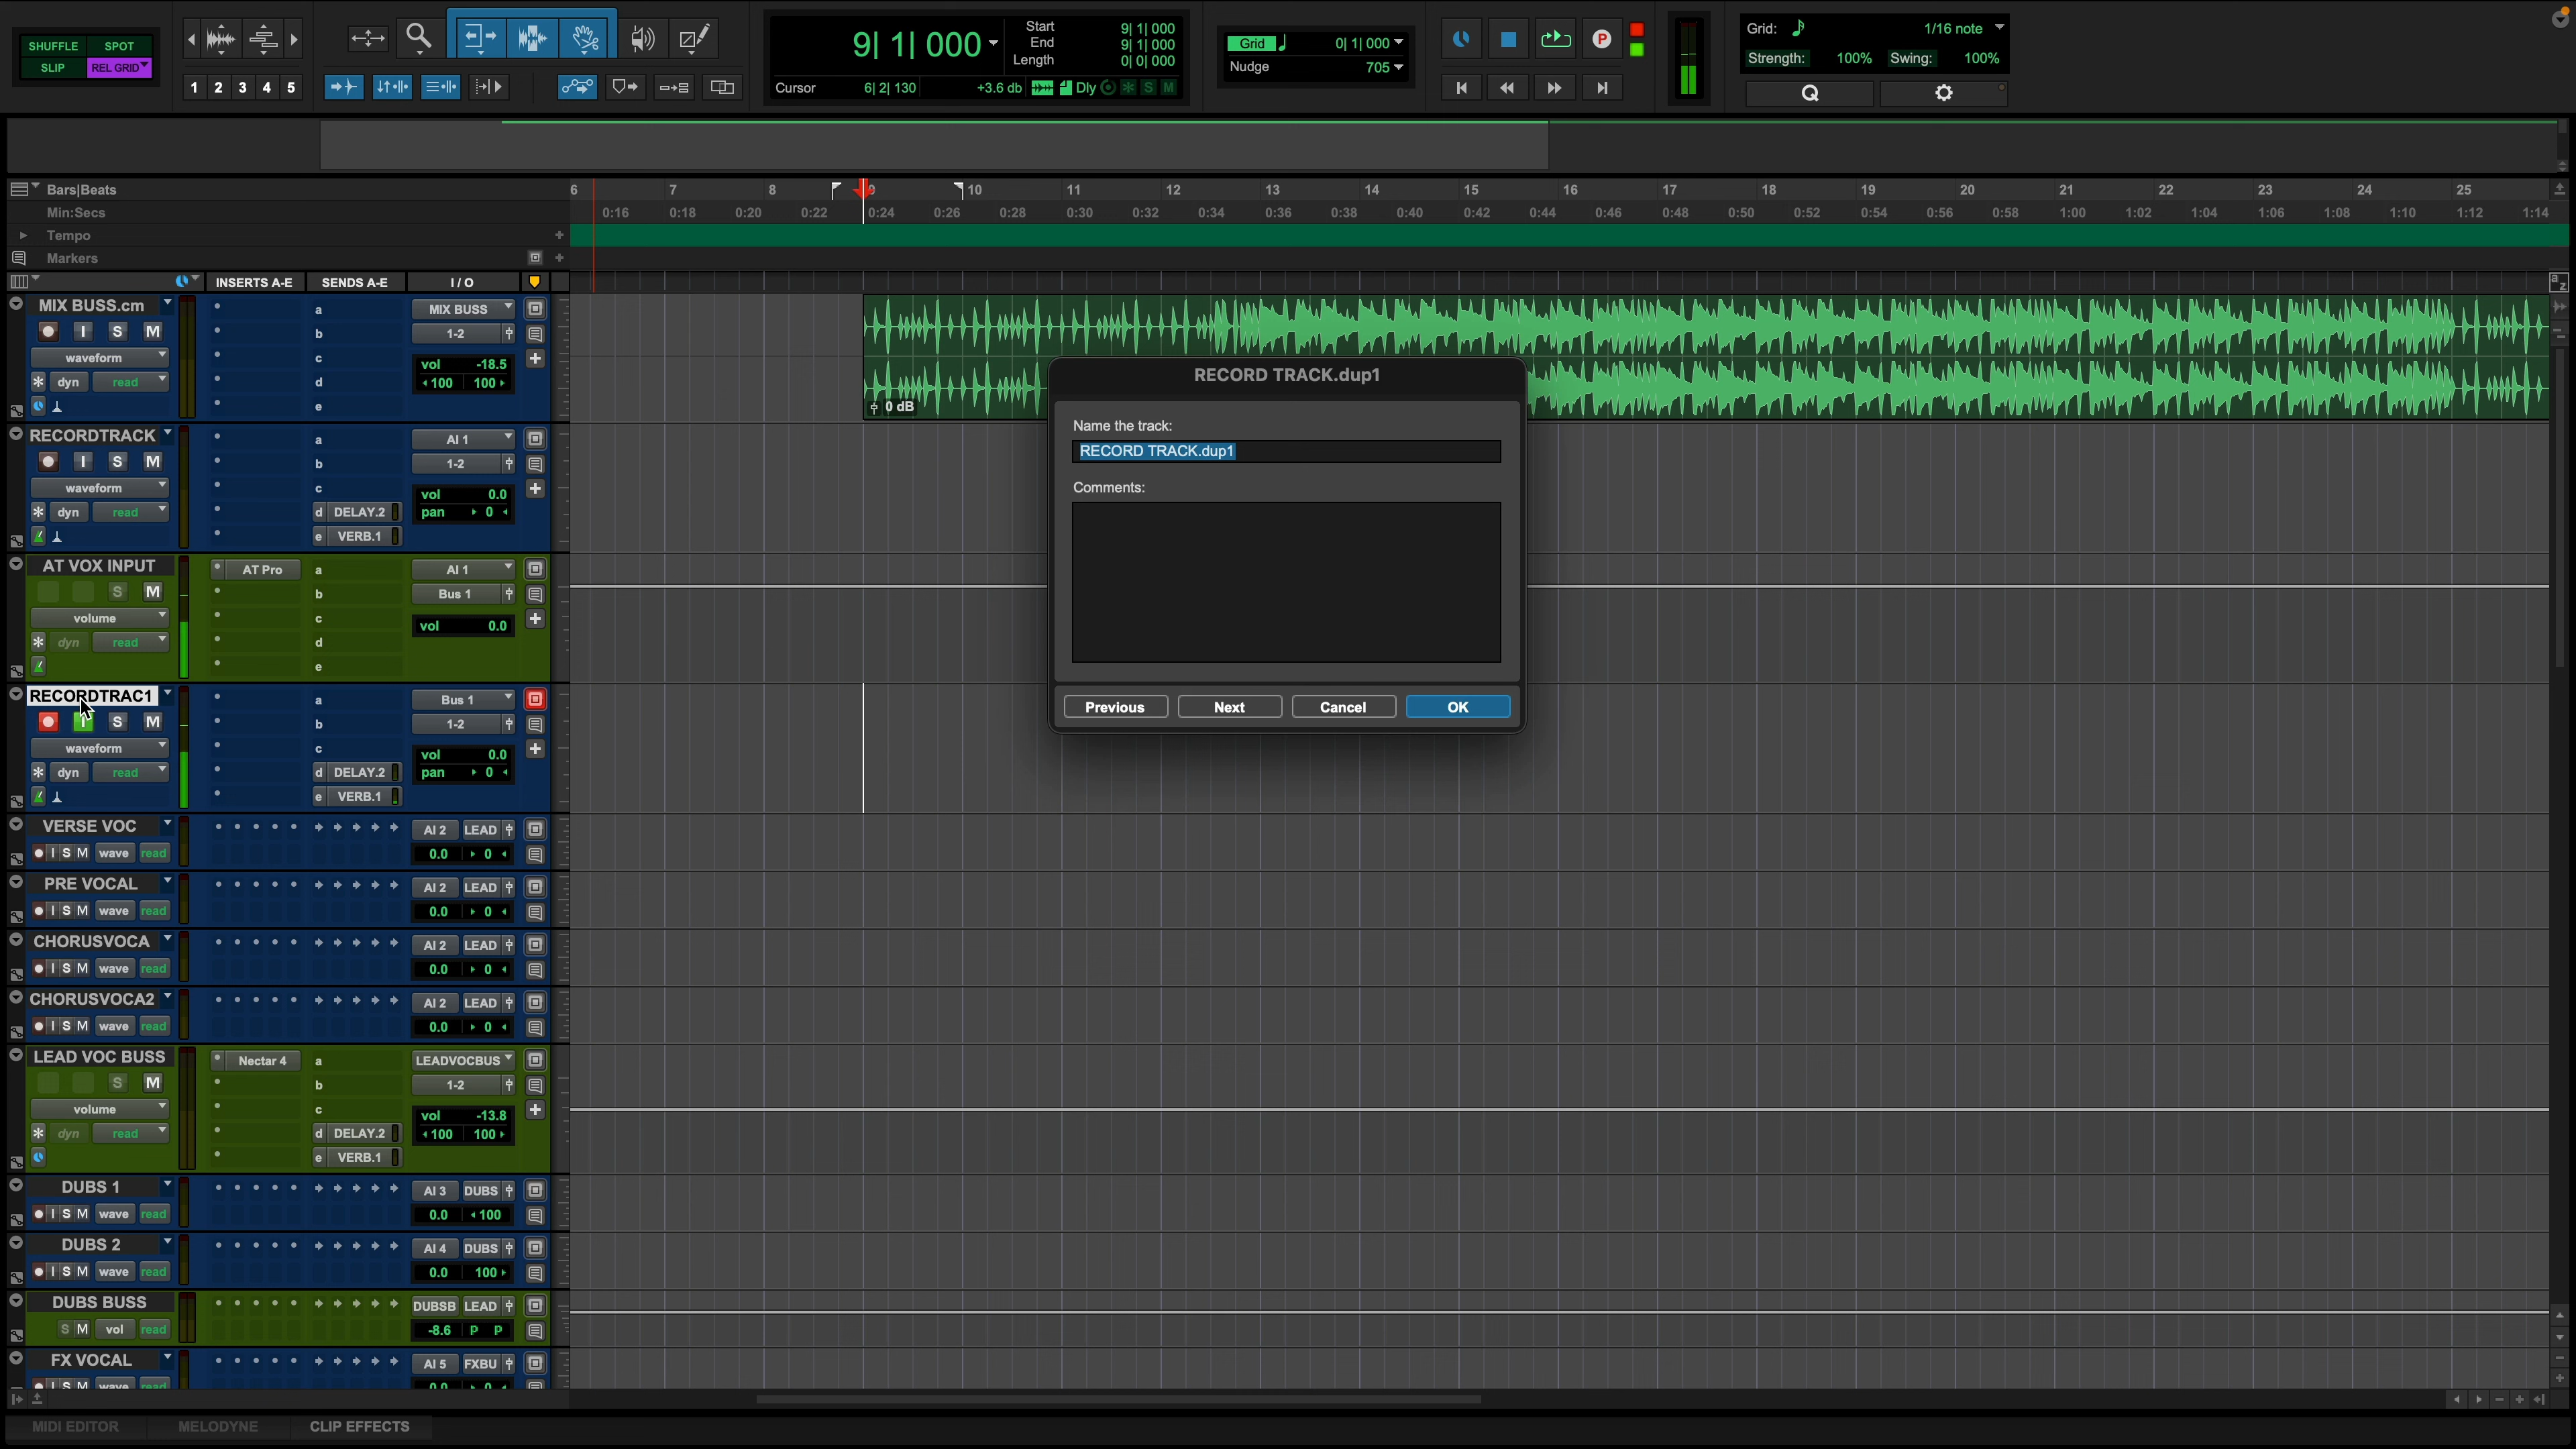 SHUFFLE SPOT
SLIP REL GRID
1 2 3 4 5
9| 1| 000
Start 9| 1| 000
End 9| 1| 000
Length 0| 0| 000
Cursor 6| 2| 130 +3.6 db Dly S M
Grid 0| 1| 000
Nudge 705
P
Grid: 1/16 note
Strength: 100% Swing: 100%
Q
Bars|Beats 6 7 8 9 10 11 12 13 14 15 16 17 18 19 20 21 22 23 24 25
Min:Secs 0:16 0:18 0:20 0:22 0:24 0:26 0:28 0:30 0:32 0:34 0:36 0:38 0:40 0:42 0:44 0:46 0:48 0:50 0:52 0:54 0:56 0:58 1:00 1:02 1:04 1:06 1:08 1:10 1:12 1:14
Tempo
Markers
INSERTS A-E SENDS A-E I / O
a z
MIX BUSS.cm a MIX BUSS
I S M b 1-2
waveform c vol -18.5
dyn read d 100 100
e
0 dB
RECORDTRACK a AI 1
I S M b 1-2
waveform c vol 0.0
dyn read d DELAY.2 pan 0
e VERB.1
AT VOX INPUT AT Pro a AI 1
S M b Bus 1
volume c vol 0.0
dyn read d
e
RECORDTRAC1 a Bus 1
I S M b 1-2
waveform c vol 0.0
dyn read d DELAY.2 pan 0
e VERB.1
RECORD TRACK.dup1
Name the track:
RECORD TRACK.dup1
Comments:
Previous Next Cancel OK
VERSE VOC AI 2 LEAD
I S M wave read 0.0 0
PRE VOCAL AI 2 LEAD
I S M wave read 0.0 0
CHORUSVOCA AI 2 LEAD
I S M wave read 0.0 0
CHORUSVOCA2 AI 2 LEAD
I S M wave read 0.0 0
LEAD VOC BUSS Nectar 4 a LEADVOCBUS
S M b 1-2
volume c vol -13.8
dyn read d DELAY.2 100 100
e VERB.1
DUBS 1 AI 3 DUBS
I S M wave read 0.0 100
DUBS 2 AI 4 DUBS
I S M wave read 0.0 100
DUBS BUSS DUBSB LEAD
S M vol read -8.6 P P
FX VOCAL AI 5 FXBU
I S M wave read 0.0 0
MIDI EDITOR MELODYNE CLIP EFFECTS